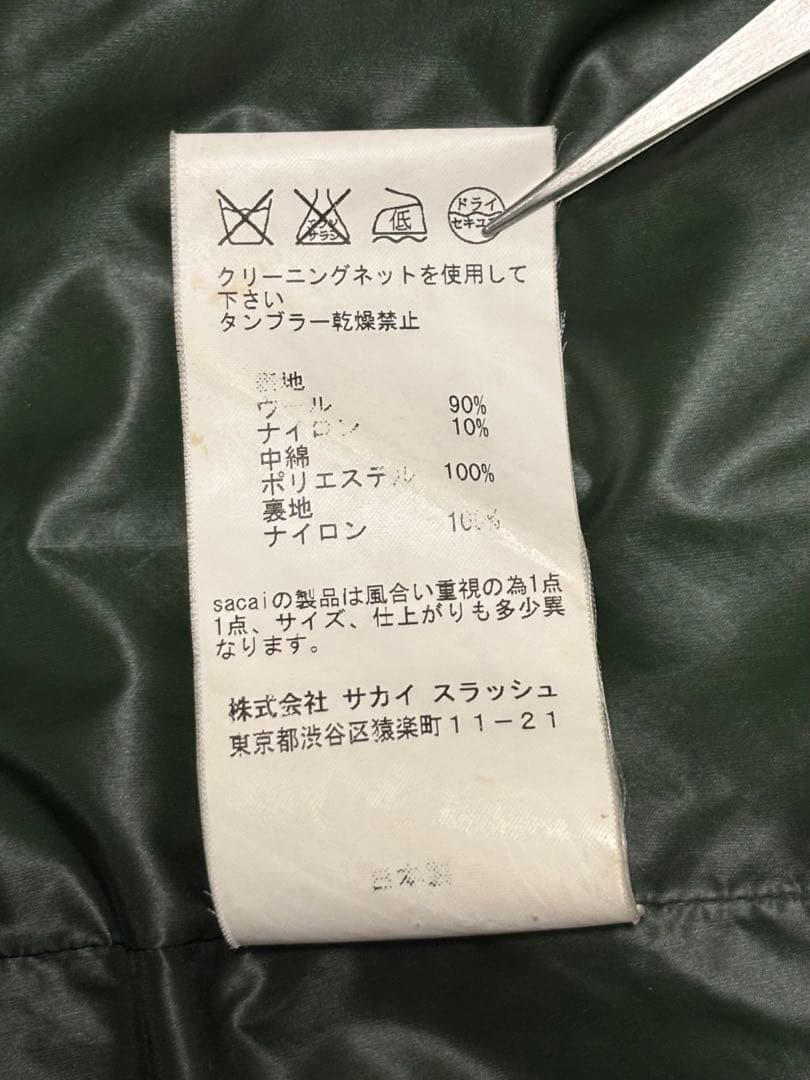 低
ドライ
クリーニングネットを使用して
下さい
タンブラー乾燥禁止
ウール 90%
ナイロン 10%
中綿
ポリエステル 100%
裏地
ナイロン 100%
sacaiの製品は風合い重視の為1点
1点、サイズ、仕上がりも多少異
なります。
株式会社 サカイ スラッシュ
東京都渋谷区猿楽町11-21
日本製